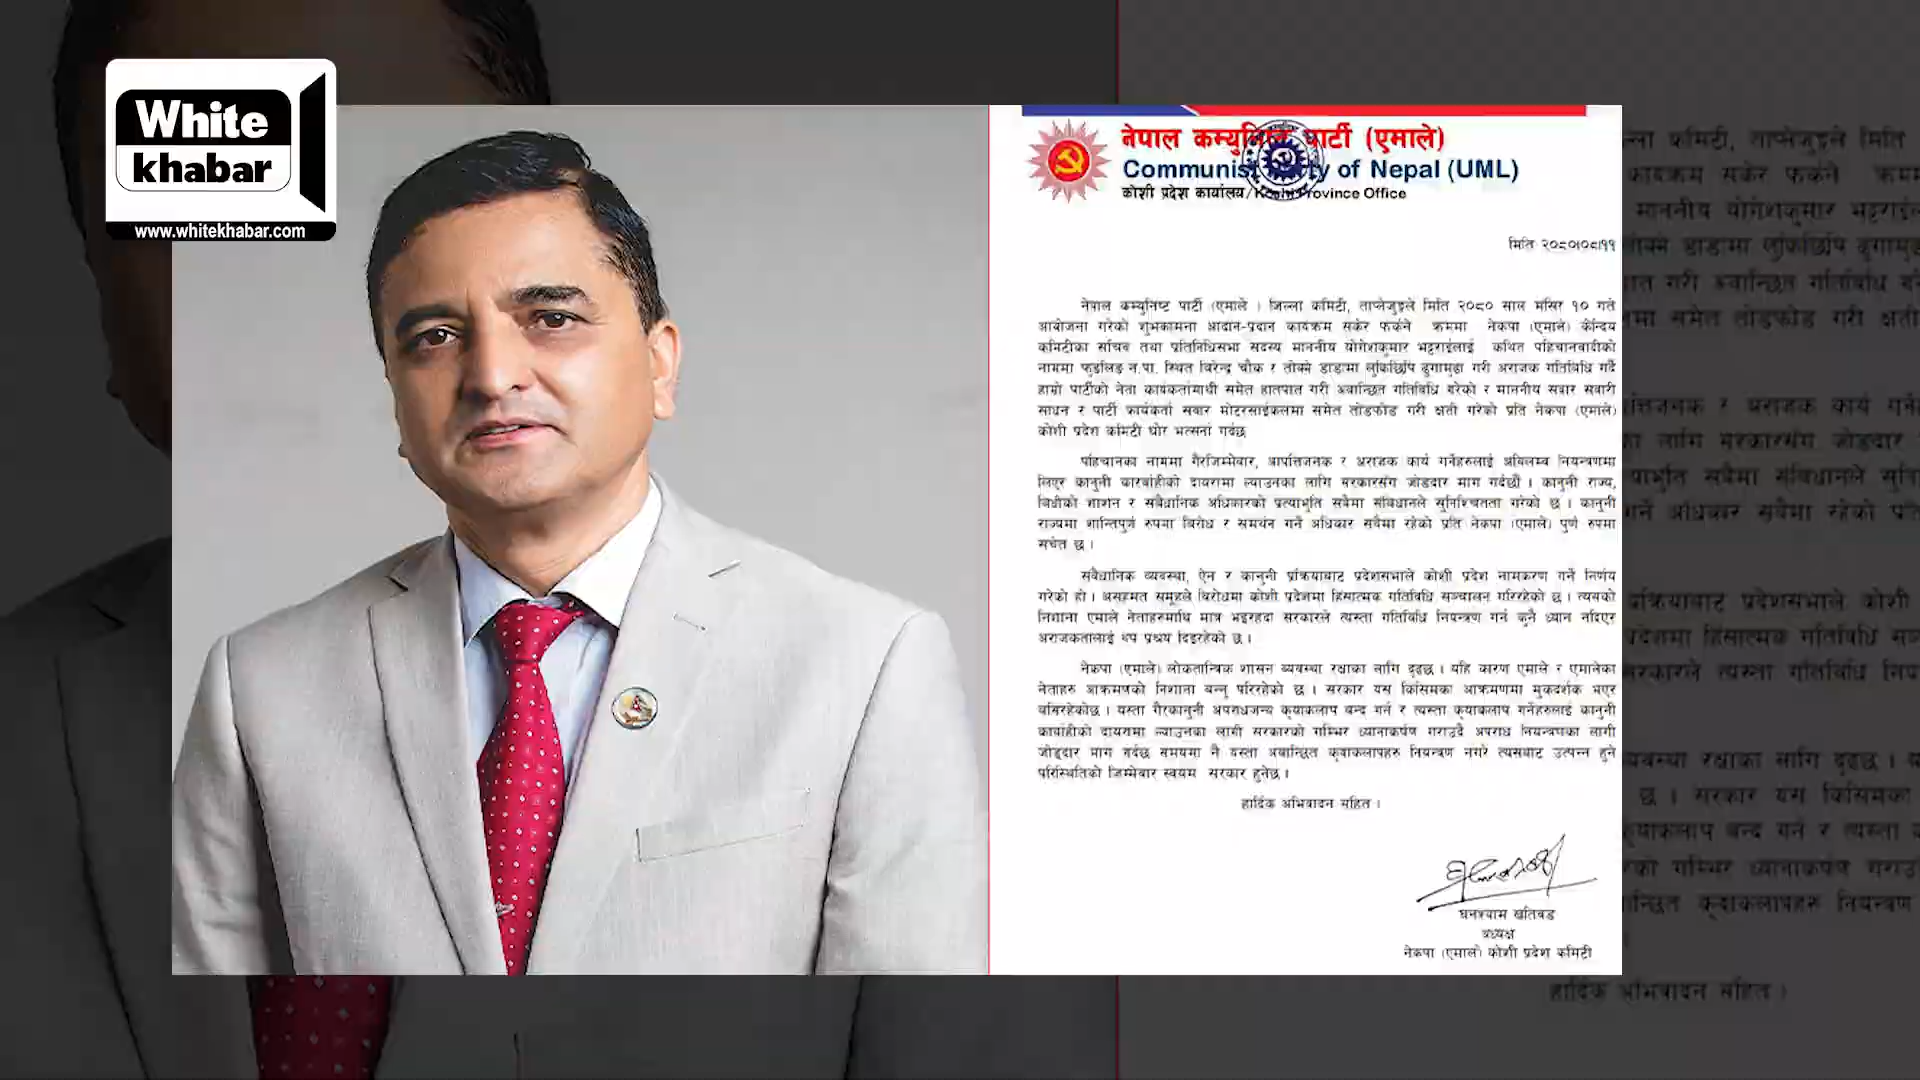 White
khabar
www.whitekhabar.com
नेपाल कम्युनिष्ट पार्टी (एमाले)
Communist Party of Nepal (UML)
कोशी प्रदेश कार्यालय/Koshi Province Office
मिति २०८०।०८।११
नेपाल कम्युनिष्ट पार्टी (एमाले । जिल्ला कमिटी, ताप्लेजुङ्गले मिति २०८० साल मंसिर १० गते
आयोजना गरेको शुभकामना आदान-प्रदान कार्यक्रम सकेर फर्कने क्रममा नेकपा (एमाले) केन्दिय
कमिटीका सचिव तथा प्रतिनिधिसभा सदस्य माननीय योगेशकुमार भट्टराईलाई कथित पहिचानवादीको
नाममा फुङलिङ न.पा. स्थित बिरेन्द्र चौक र तोक्मे डाडामा लुकिछिपि ढुगामुढा गरी अराजक गतिविधि गर्दै
हाम्रो पार्टीको नेता कार्यकर्तामाथी समेत हातपात गरी अवान्छित गतिविधि गरेको र माननीय सवार सवारी
साधन र पार्टी कार्यकर्ता सवार मोटरसाईकलमा समेत तोडफोड गरी क्षती गरेको प्रति नेकपा (एमाले)
कोशी प्रदेश कमिटी घोर भर्त्सना गर्दछ
पहिचानका नाममा गैरजिम्मेवार, आपत्तिजनक र अराजक कार्य गर्नेहरुलाई अविलम्ब नियन्त्रणमा
लिएर कानुनी कारर्वाहीको दायरामा ल्याउनका लागि सरकारसंग जोडदार माग गर्दछौं । कानुनी राज्य,
बिधीको शाशन र संवैधानिक अधिकारको प्रत्याभुति सवैमा संविधानले सुनिश्चितता गरेको छ । कानुनी
राज्यमा शान्तिपुर्ण रुपमा बिरोध र समर्थन गर्ने अधिकार सवैमा रहेको प्रति नेकपा (एमाले) पुर्ण रुपमा
सचेत छ ।
संवैधानिक व्यवस्था, ऐन र कानुनी प्रक्रियाबाट प्रदेशसभाले कोशी प्रदेश नामकरण गर्ने निर्णय
गरेको हो । असहमत समूहले बिरोधमा कोशी प्रदेशमा हिंसात्मक गतिविधि सञ्चालन गरिरहेको छ । त्यसको
निशाना एमाले नेताहरुमाथि मात्र भइरहदा सरकारले त्यस्ता गतिविधि नियन्त्रण गर्न कुनै ध्यान नदिएर
अराजकतालाई थप प्रश्रय दिइरहेको छ ।
नेकपा (एमाले) लोकतान्त्रिक शासन व्यवस्था रक्षाका लागि दृढछ । यहि कारण एमाले र एमालेका
नेताहरु आक्रमणको निशाना बन्नु परिरहेको छ । सरकार यस किसिमका आक्रमणमा मुकदर्शक भएर
बसिरहेकोछ । यस्ता गैरकानुनी अपराधजन्य क्रयाकलाप बन्द गर्न र त्यस्ता क्रयाकलाप गर्नेहरुलाई कानुनी
कार्वाहीको दायरामा ल्याउनका लागी सरकारको गम्भिर ध्यानाकर्षण गराउदै अपराध नियन्त्रणका लागी
जोड्दार माग गर्दछ समयमा नै यस्ता अवान्छित क्रयाकलापहरु नियन्त्रण नगरे त्यसबाट उत्पन्न हुने
परिस्थितिको जिम्मेवार स्वयम सरकार हुनेछ ।
हार्दिक अभिवादन सहित ।
घनश्याम खतिवडा
अध्यक्ष
नेकपा (एमाले) कोशी प्रदेश कमिटी